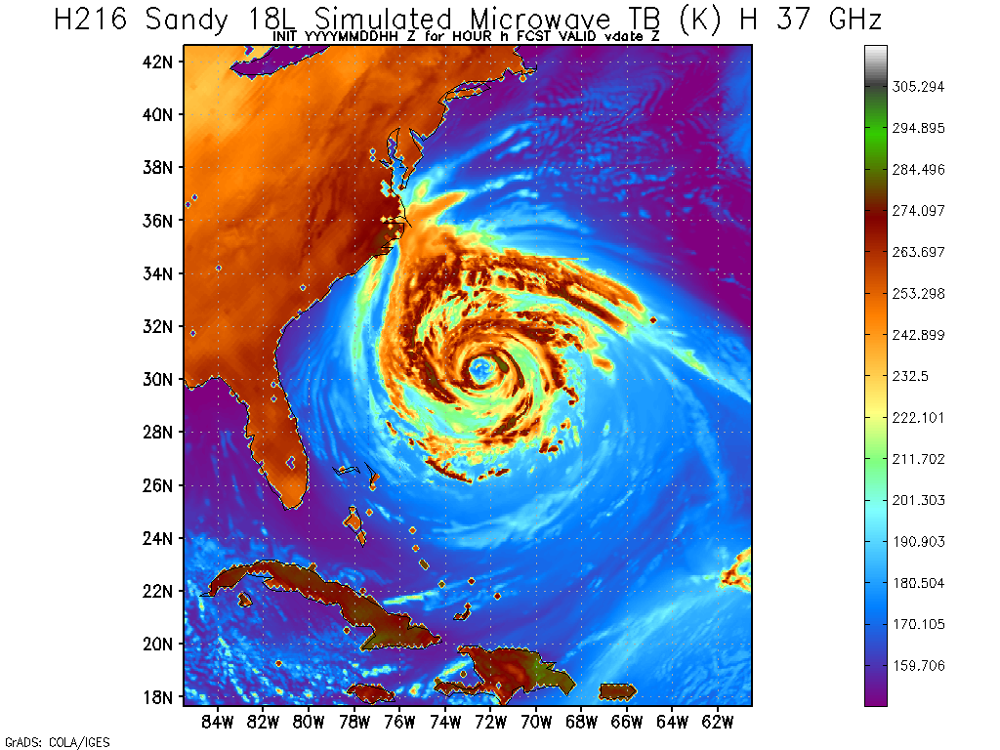 H216 Sandy 18L Simulated Microwave TB (K) H 37 GHz
INIT YYYYMMDDHH Z for HOUR h FCST VALID vdate Z
42N
40N
38N
36N
34N
32N
30N
28N
26N
24N
22N
20N
18N
84W 82W 80W 78W 76W 74W 72W 70W 68W 66W 64W 62W
305.294
294.895
284.496
274.097
263.697
253.298
242.899
232.5
222.101
211.702
201.303
190.903
180.504
170.105
159.706
GrADS: COLA/IGES